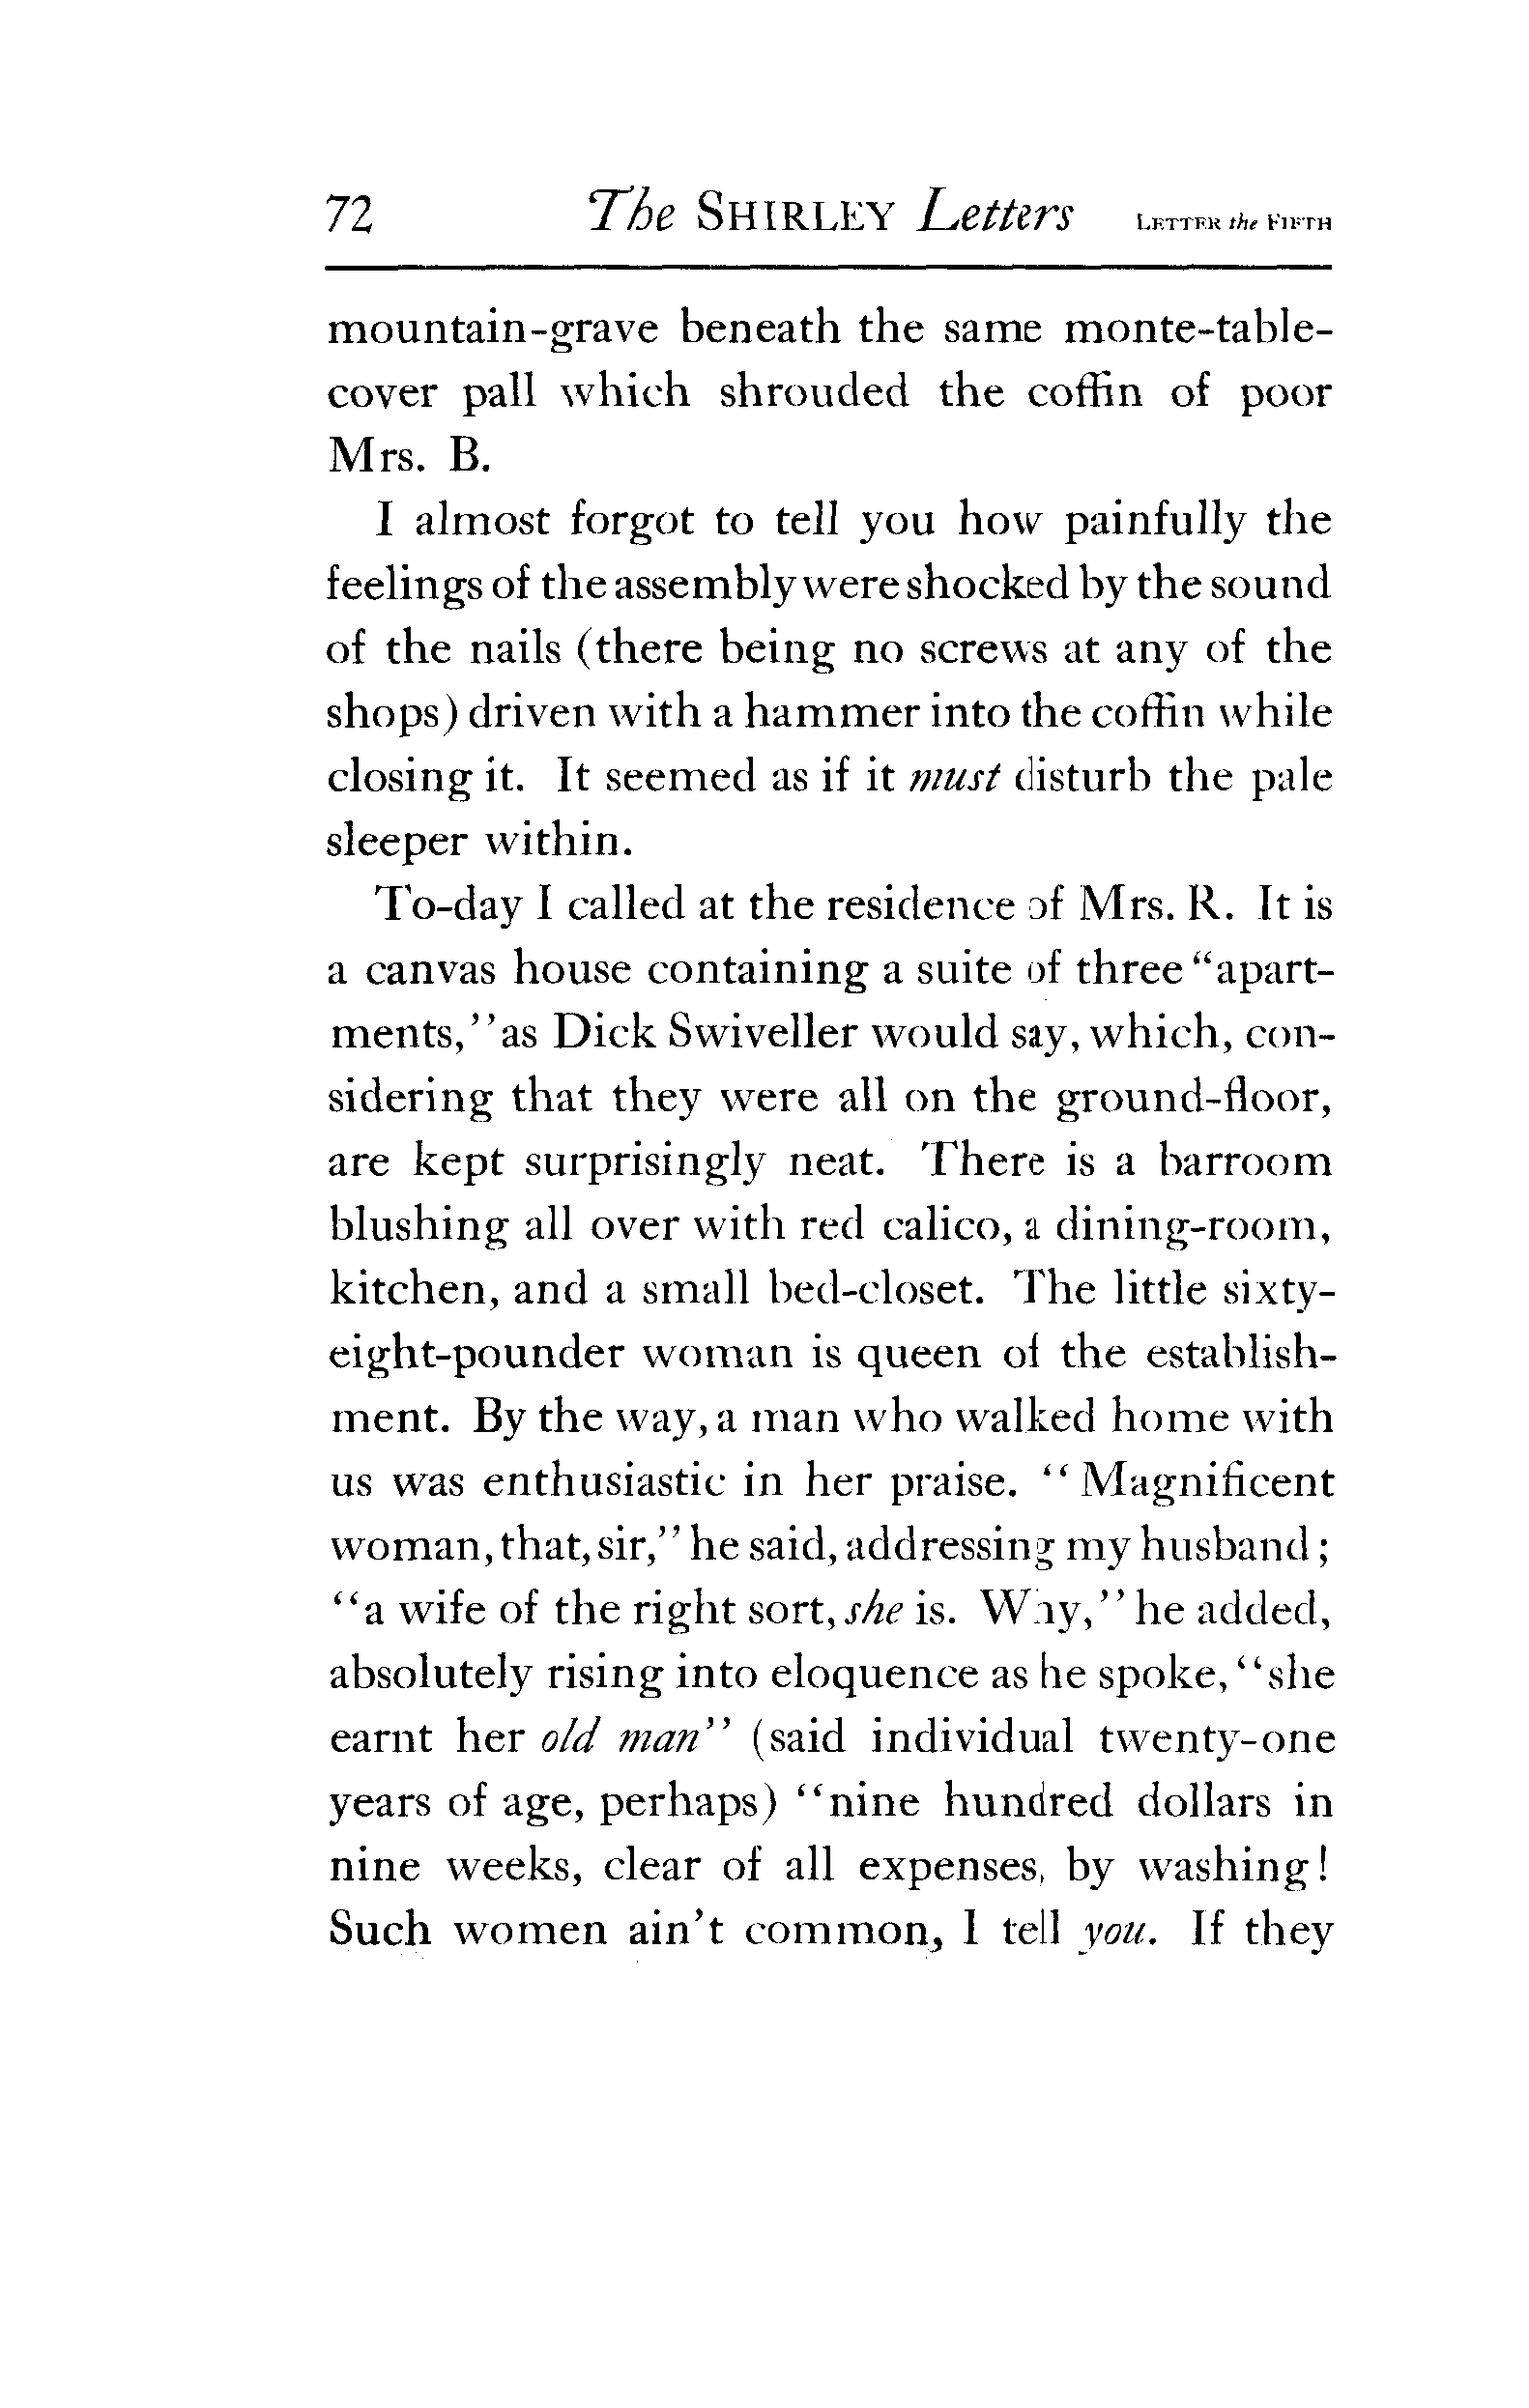 72 The SHIRLEY Letters LETTER the FIFTH
mountain-grave beneath the same monte-table-
cover pall which shrouded the coffin of poor
Mrs. B.
I almost forgot to tell you how painfully the
feelings of the assembly were shocked by the sound
of the nails (there being no screws at any of the
shops) driven with a hammer into the coffin while
closing it. It seemed as if it must disturb the pale
sleeper within.
To-day I called at the residence of Mrs. R. It is
a canvas house containing a suite of three "apart-
ments," as Dick Swiveller would say, which, con-
sidering that they were all on the ground-floor,
are kept surprisingly neat. There is a barroom
blushing all over with red calico, a dining-room,
kitchen, and a small bed-closet. The little sixty-
eight-pounder woman is queen of the establish-
ment. By the way, a man who walked home with
us was enthusiastic in her praise. "Magnificent
woman, that, sir," he said, addressing my husband;
"a wife of the right sort, she is. Why," he added,
absolutely rising into eloquence as he spoke, "she
earnt her old man" (said individual twenty-one
years of age, perhaps) "nine hundred dollars in
nine weeks, clear of all expenses, by washing!
Such women ain't common, I tell you. If they